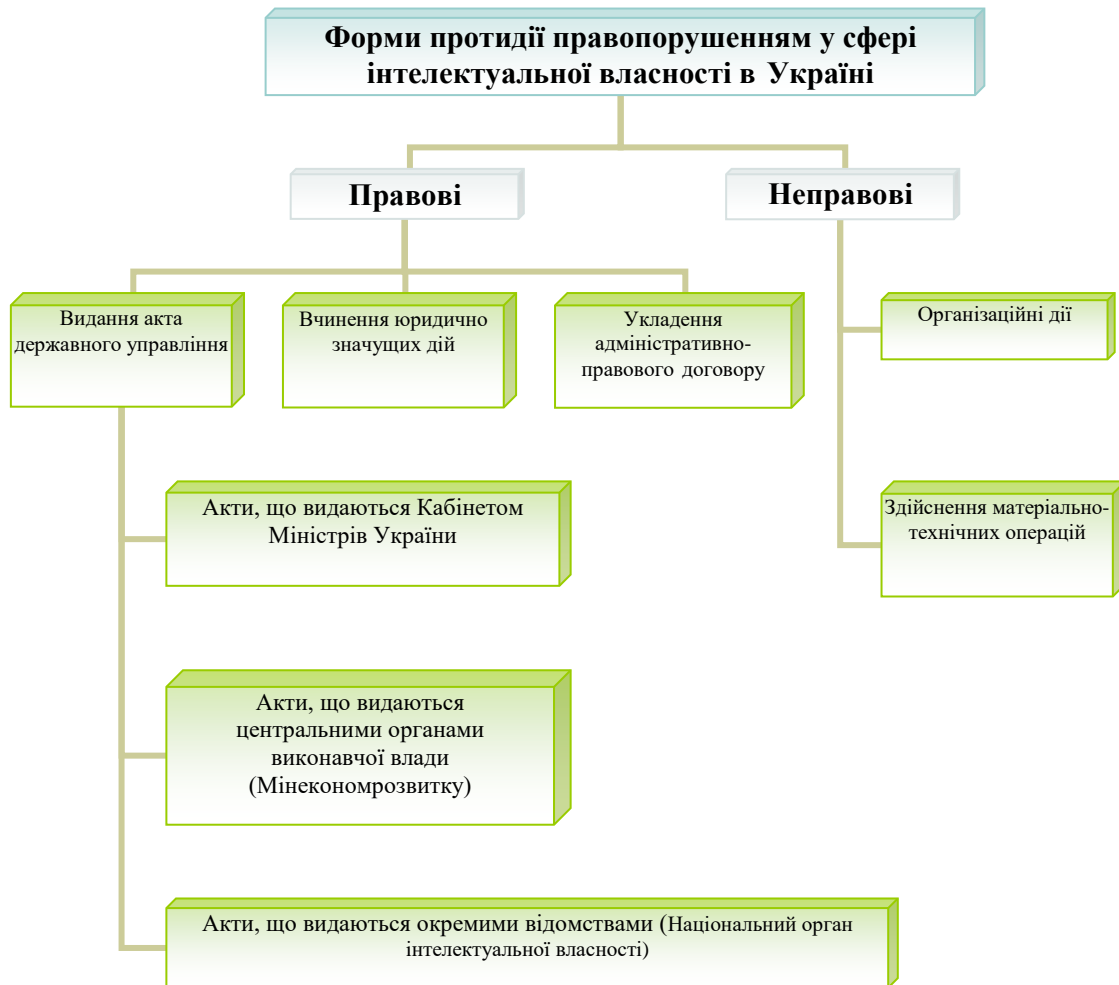 Форми протидії правопорушенням у сфері
інтелектуальної власності в Україні
Правові
Неправові
Видання акта
державного управління
Вчинення юридично
значущих дій
Укладення
адміністративно-
правового договору
Організаційні дії
Акти, що видаються Кабінетом
Міністрів України
Здійснення матеріально-
технічних операцій
Акти, що видаються
центральними органами
виконавчої влади
(Мінекономрозвитку)
Акти, що видаються окремими відомствами (Національний орган
інтелектуальної власності)